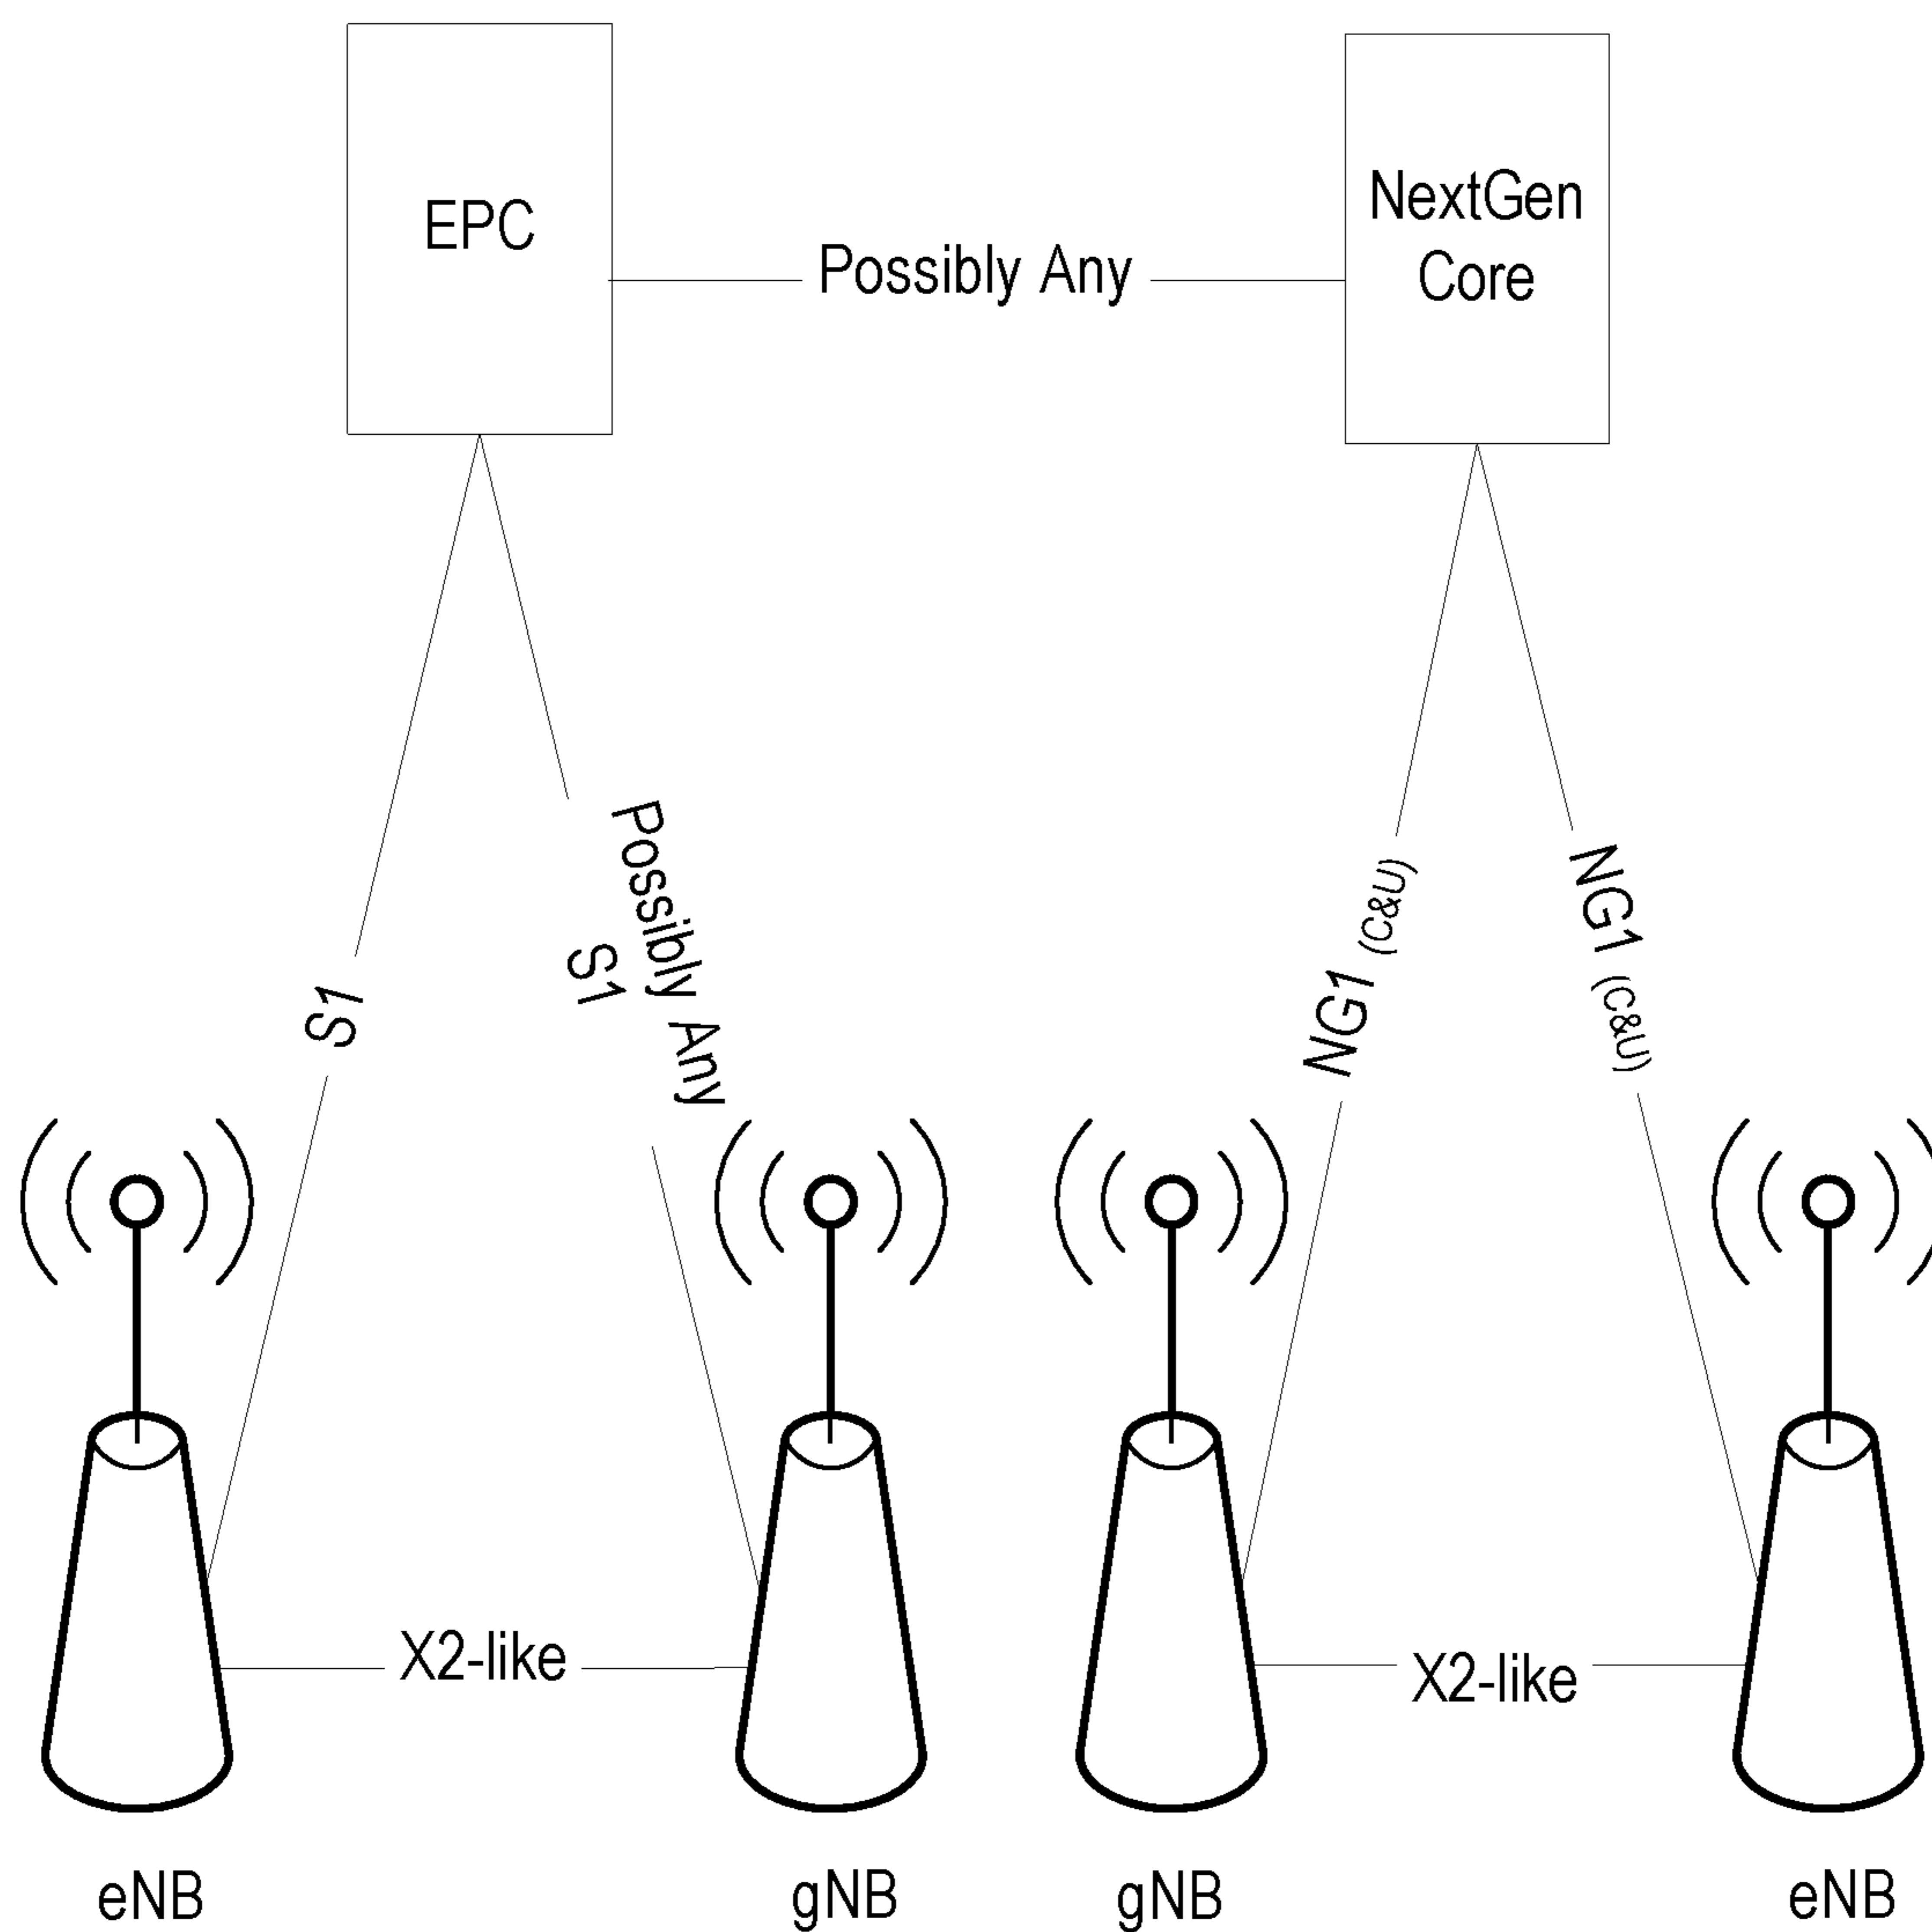 EPC
NextGen
Core
Possibly Any
S1
Possibly Any
S1
NG1 (C&U)
NG1 (C&U)
X2-like
X2-like
eNB
gNB
gNB
eNB